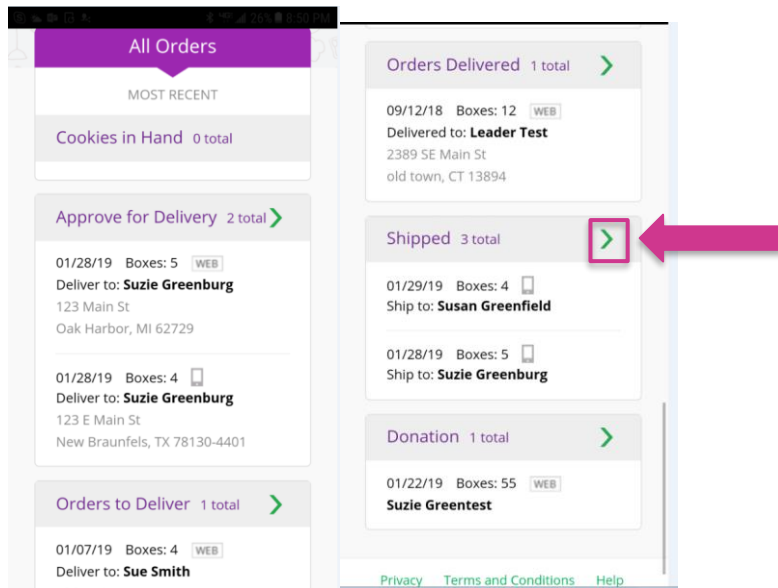 26% 8:50 PM
All Orders
MOST RECENT
Cookies in Hand 0 total
Approve for Delivery 2 total
01/28/19 Boxes: 5 WEB
Deliver to: Suzie Greenburg
123 Main St
Oak Harbor, MI 62729
01/28/19 Boxes: 4
Deliver to: Suzie Greenburg
123 E Main St
New Braunfels, TX 78130-4401
Orders to Deliver 1 total
01/07/19 Boxes: 4 WEB
Deliver to: Sue Smith
Orders Delivered 1 total
09/12/18 Boxes: 12 WEB
Delivered to: Leader Test
2389 SE Main St
old town, CT 13894
Shipped 3 total
01/29/19 Boxes: 4
Ship to: Susan Greenfield
01/28/19 Boxes: 5
Ship to: Suzie Greenburg
Donation 1 total
01/22/19 Boxes: 55 WEB
Suzie Greentest
Privacy Terms and Conditions Help